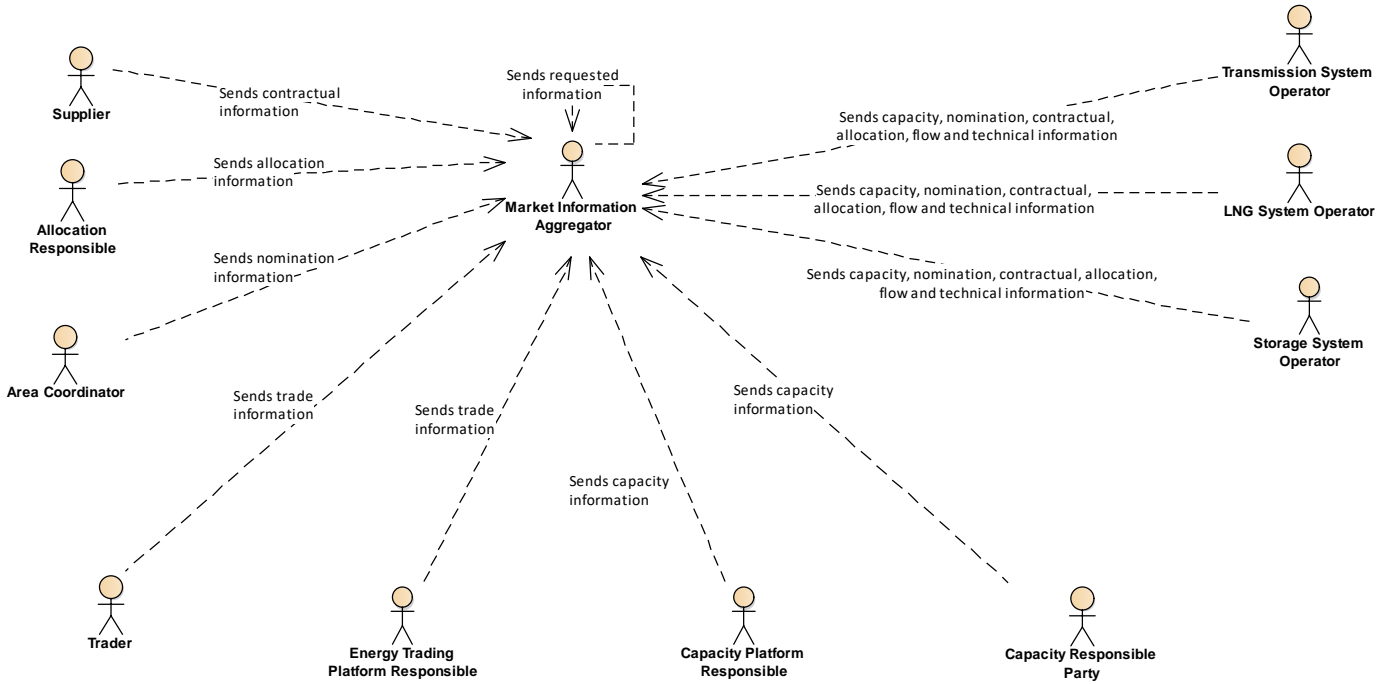 Transmission System
Operator
Supplier
Sends contractual
information
Sends requested
information
Sends capacity, nomination, contractual,
allocation, flow and technical information
Allocation
Responsible
Sends allocation
information
Market Information
Aggregator
Sends capacity, nomination, contractual,
allocation, flow and technical information
LNG System Operator
Sends nomination
information
Sends capacity, nomination, contractual, allocation,
flow and technical information
Storage System
Operator
Area Coordinator
Sends trade
information
Sends trade
information
Sends capacity
information
Sends capacity
information
Trader
Energy Trading
Platform Responsible
Capacity Platform
Responsible
Capacity Responsible
Party